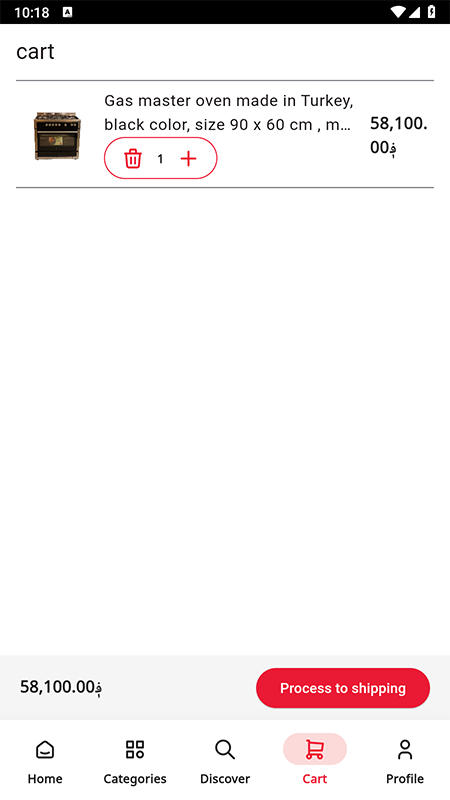 10:18
A
cart
Gas master oven made in Turkey,
black color, size 90 x 60 cm , m...
58,100.
00؋
1
58,100.00؋
Process to shipping
Home
Categories
Discover
Cart
Profile